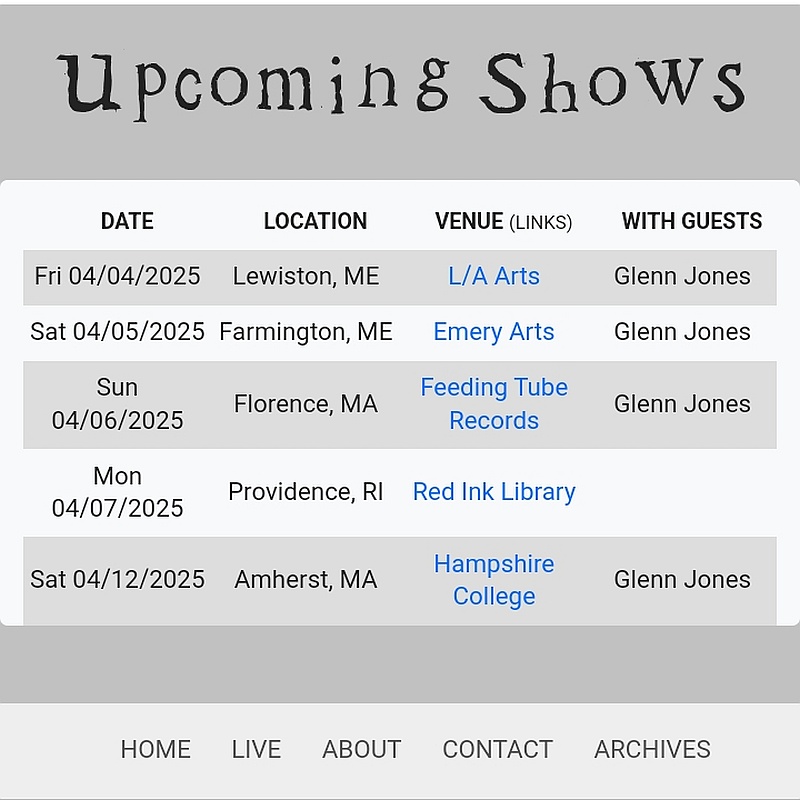 Upcoming Shows
DATE LOCATION VENUE (LINKS) WITH GUESTS
Fri 04/04/2025 Lewiston, ME L/A Arts Glenn Jones
Sat 04/05/2025 Farmington, ME Emery Arts Glenn Jones
Sun
04/06/2025 Florence, MA Feeding Tube
Records Glenn Jones
Mon
04/07/2025 Providence, RI Red Ink Library
Sat 04/12/2025 Amherst, MA Hampshire
College Glenn Jones
HOME LIVE ABOUT CONTACT ARCHIVES